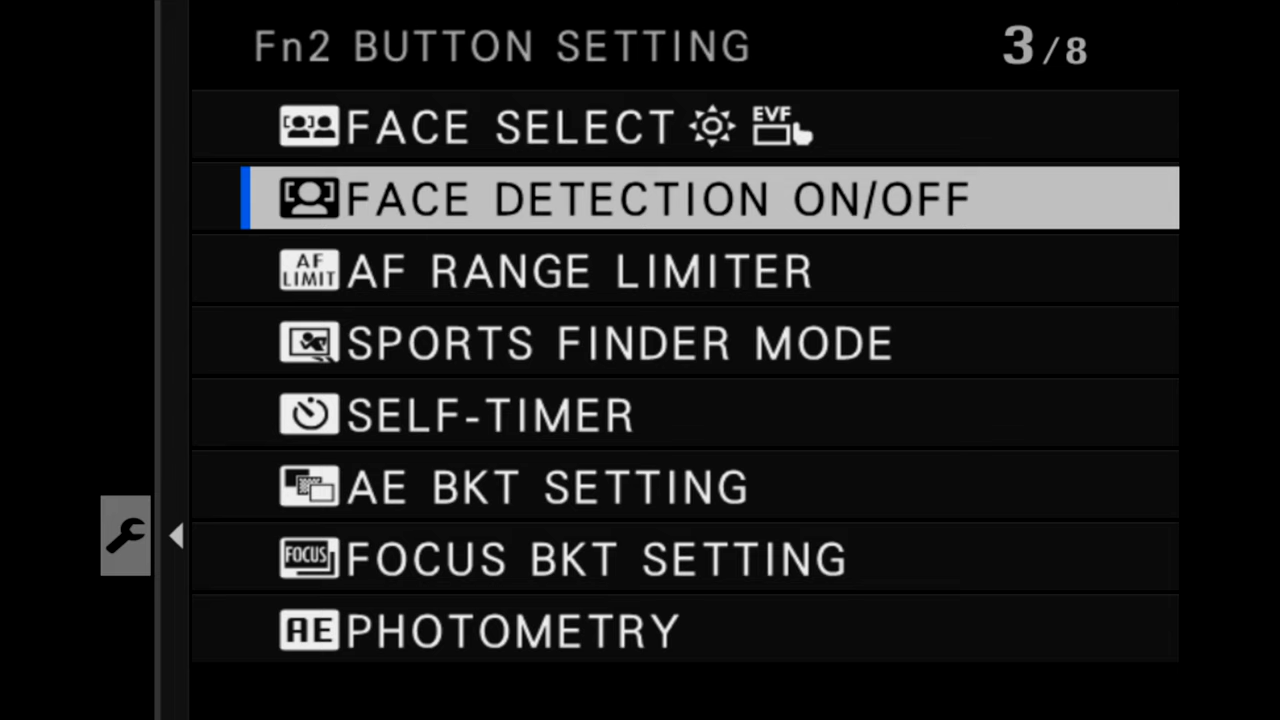 Fn2 BUTTON SETTING 3/8
FACE SELECT EVF
FACE DETECTION ON/OFF
AF LIMIT AF RANGE LIMITER
SPORTS FINDER MODE
SELF-TIMER
AE BKT SETTING
FOCUS FOCUS BKT SETTING
AE PHOTOMETRY